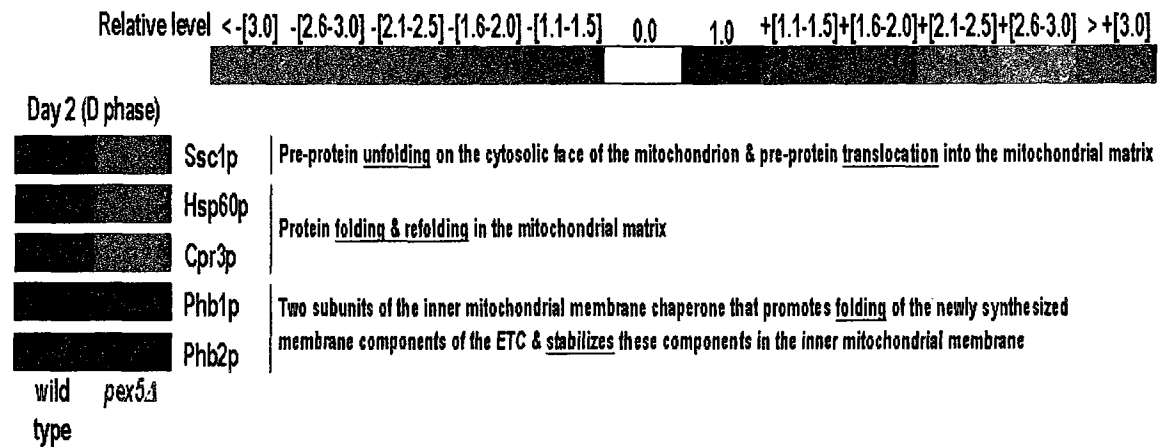 Relative level < -[3.0] -[2.6-3.0] -[2.1-2.5] -[1.6-2.0] -[1.1-1.5] 0.0 1.0 +[1.1-1.5] +[1.6-2.0] +[2.1-2.5] +[2.6-3.0] > +[3.0]
Day 2 (D phase)
Ssc1p
Pre-protein unfolding on the cytosolic face of the mitochondrion & pre-protein translocation into the mitochondrial matrix
Hsp60p
Protein folding & refolding in the mitochondrial matrix
Cpr3p
Phb1p
Two subunits of the inner mitochondrial membrane chaperone that promotes folding of the newly synthesized
membrane components of the ETC & stabilizes these components in the inner mitochondrial membrane
Phb2p
wild pex5Δ
type